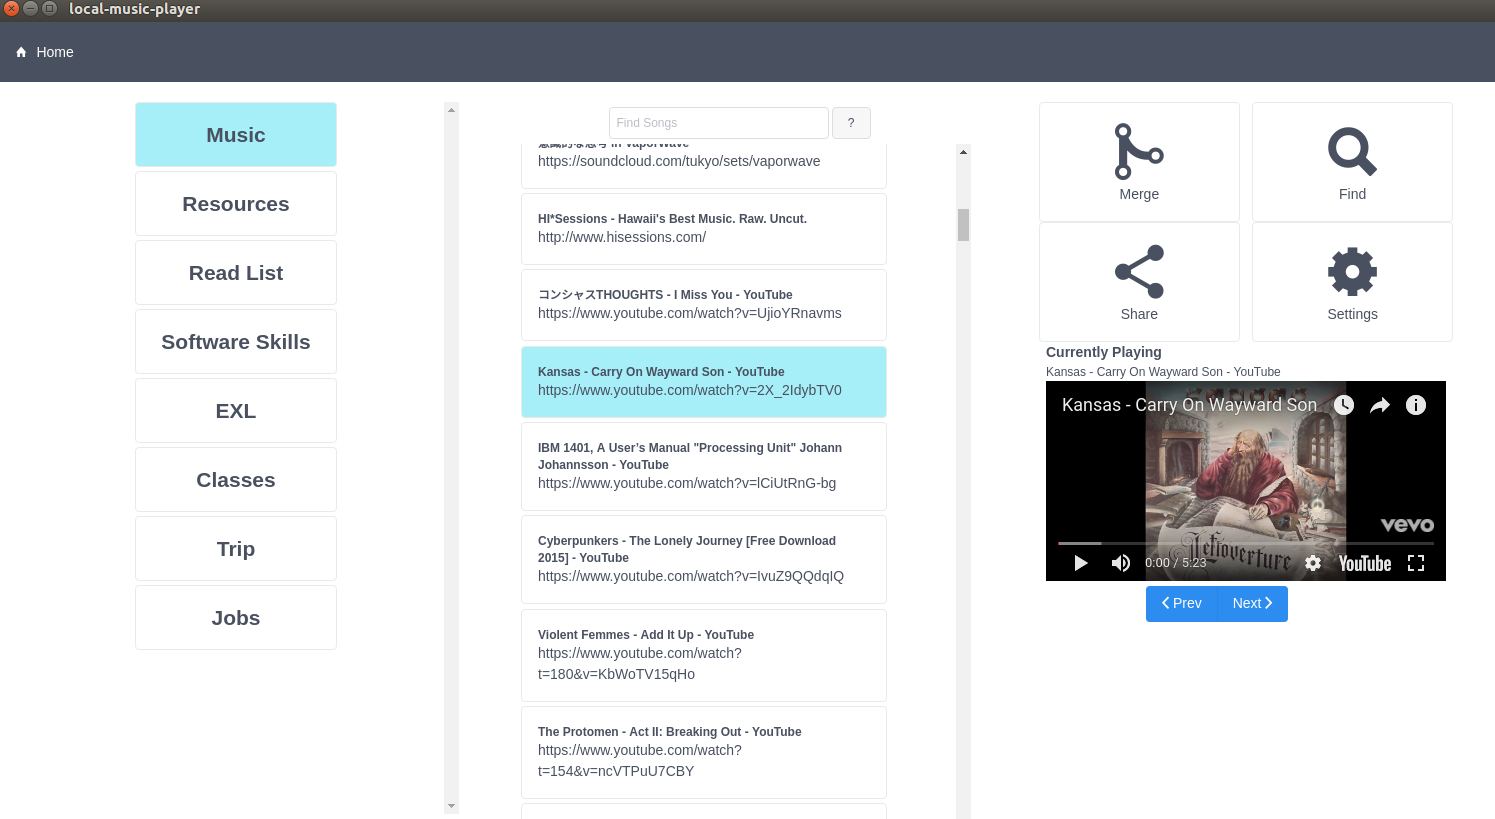 local-music-player
Home
Music
Resources
Read List
Software Skills
EXL
Classes
Trip
Jobs
Find Songs
?
in vaporwave
https://soundcloud.com/tukyo/sets/vaporwave
HI*Sessions - Hawaii's Best Music. Raw. Uncut.
http://www.hisessions.com/
コンシャスTHOUGHTS - I Miss You - YouTube
https://www.youtube.com/watch?v=UjioYRnavms
Kansas - Carry On Wayward Son - YouTube
https://www.youtube.com/watch?v=2X_2IdybTV0
IBM 1401, A User’s Manual "Processing Unit" Johann
Johannsson - YouTube
https://www.youtube.com/watch?v=lCiUtRnG-bg
Cyberpunkers - The Lonely Journey [Free Download
2015] - YouTube
https://www.youtube.com/watch?v=IvuZ9QQdqIQ
Violent Femmes - Add It Up - YouTube
https://www.youtube.com/watch?
t=180&v=KbWoTV15qHo
The Protomen - Act II: Breaking Out - YouTube
https://www.youtube.com/watch?
t=154&v=ncVTPuU7CBY
Merge
Find
Share
Settings
Currently Playing
Kansas - Carry On Wayward Son - YouTube
Kansas - Carry On Wayward Son
vevo
Leftoverture
0:00 / 5:23
YouTube
Prev
Next